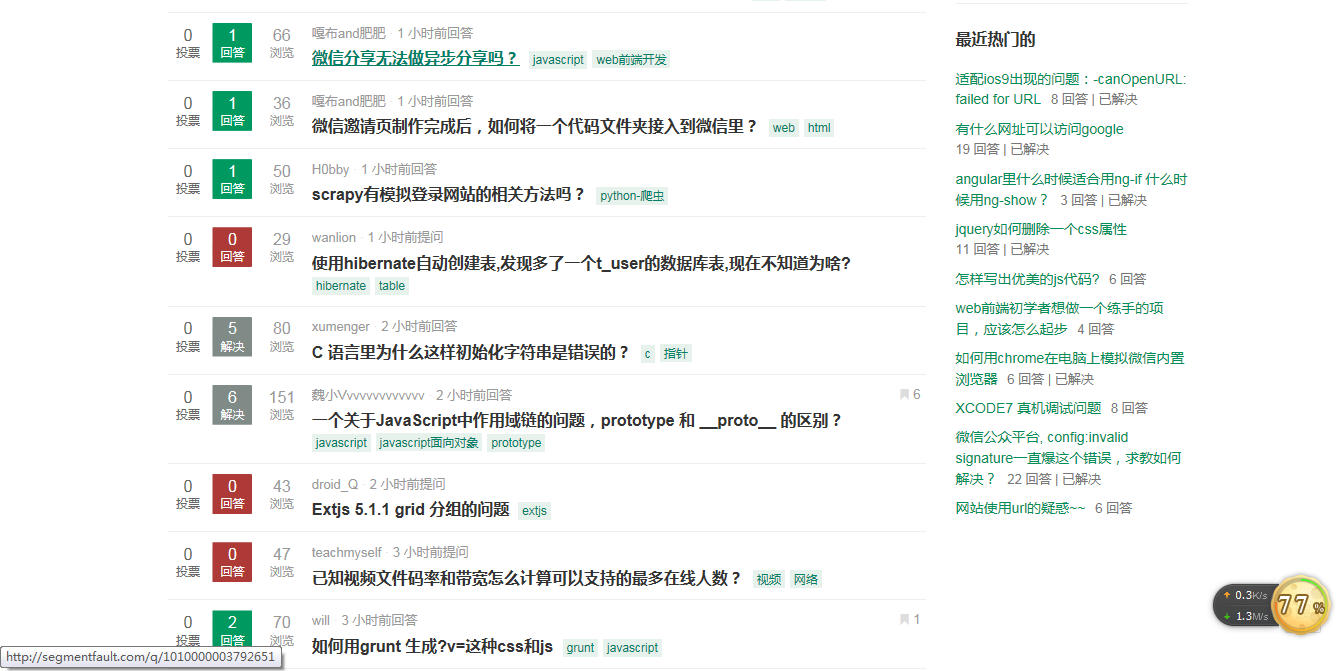 0 1 66 嘎布and肥肥 · 1 小时前回答
投票 回答 浏览 微信分享无法做异步分享吗？ javascript web前端开发
0 1 36 嘎布and肥肥 · 1 小时前回答
投票 回答 浏览 微信邀请页制作完成后，如何将一个代码文件夹接入到微信里？ web html
0 1 50 H0bby · 1 小时前回答
投票 回答 浏览 scrapy有模拟登录网站的相关方法吗？ python-爬虫
0 0 29 wanlion · 1 小时前提问
投票 回答 浏览 使用hibernate自动创建表,发现多了一个t_user的数据库表,现在不知道为啥?
hibernate table
0 5 80 xumenger · 2 小时前回答
投票 解决 浏览 C 语言里为什么这样初始化字符串是错误的？ c 指针
0 6 151 魏小Vvvvvvvvvvvv · 2 小时前回答 6
投票 解决 浏览 一个关于JavaScript中作用域链的问题，prototype 和 __proto__ 的区别？
javascript javascript面向对象 prototype
0 0 43 droid_Q · 2 小时前提问
投票 回答 浏览 Extjs 5.1.1 grid 分组的问题 extjs
0 0 47 teachmyself · 3 小时前提问
投票 回答 浏览 已知视频文件码率和带宽怎么计算可以支持的最多在线人数？ 视频 网络
0 2 70 will · 3 小时前回答 1
投票 回答 浏览 如何用grunt 生成?v=这种css和js grunt javascript
http://segmentfault.com/q/1010000003792651
最近热门的
适配ios9出现的问题：-canOpenURL:
failed for URL 8 回答 | 已解决
有什么网址可以访问google
19 回答 | 已解决
angular里什么时候适合用ng-if 什么时
候用ng-show？ 3 回答 | 已解决
jquery如何删除一个css属性
11 回答 | 已解决
怎样写出优美的js代码? 6 回答
web前端初学者想做一个练手的项
目，应该怎么起步 4 回答
如何用chrome在电脑上模拟微信内置
浏览器 6 回答 | 已解决
XCODE7 真机调试问题 8 回答
微信公众平台, config:invalid
signature一直爆这个错误，求教如何
解决？ 22 回答 | 已解决
网站使用url的疑惑~~ 6 回答
0.3K/s
77%
1.3M/s